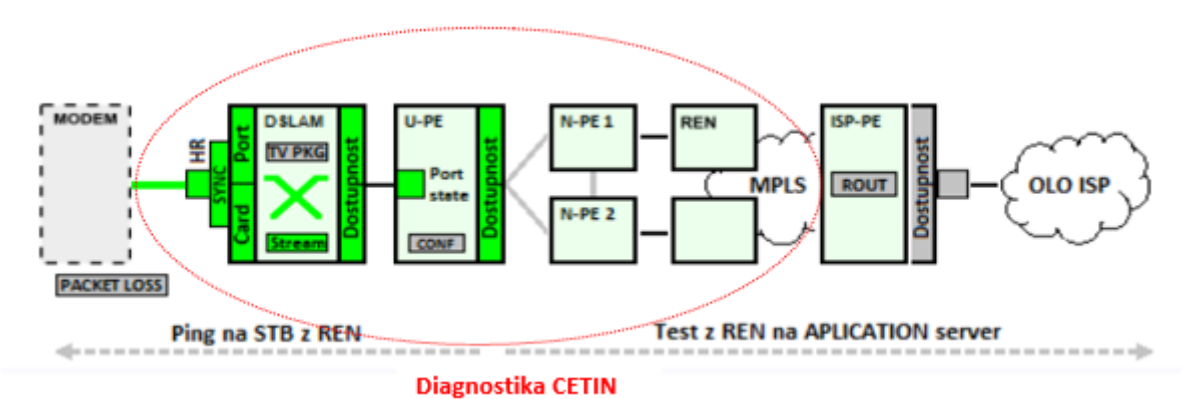 MODEM
HR
SYNC
Port
Card
DSLAM
TV PKG
Stream
Dostupnost
U-PE
Port
state
CONF
Dostupnost
N-PE 1
N-PE 2
REN
MPLS
ISP-PE
ROUT
Dostupnost
OLO ISP
PACKET LOSS
Ping na STB z REN
Test z REN na APLICATION server
Diagnostika CETIN